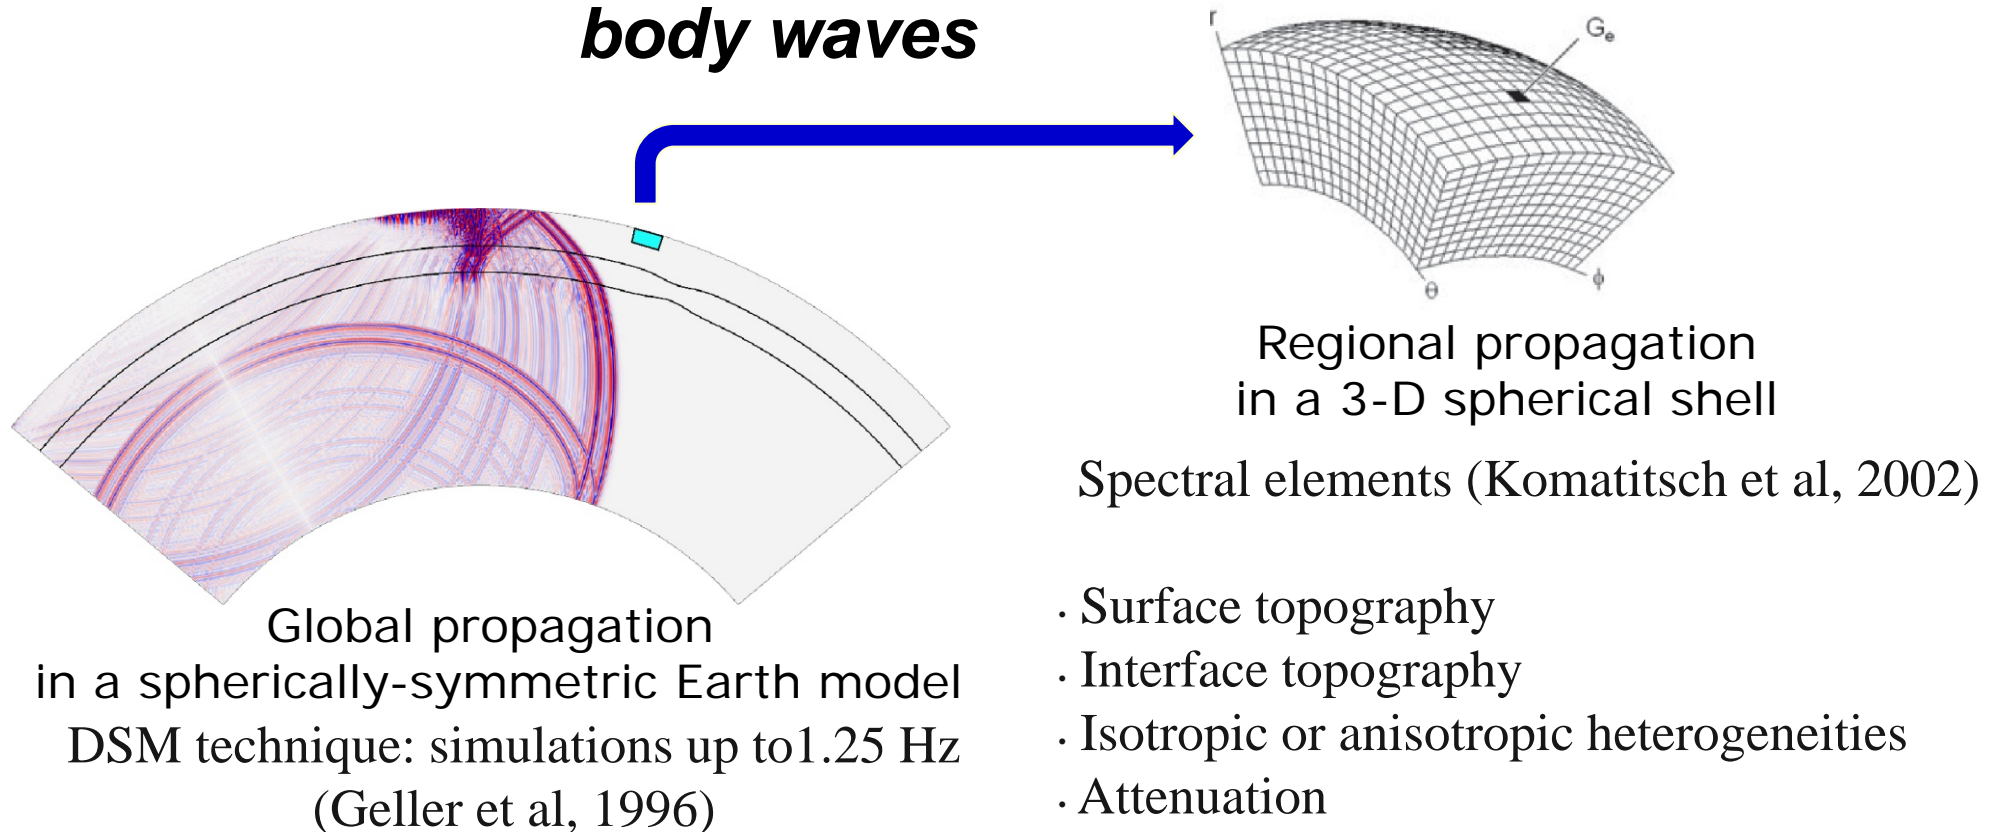 body waves
r
Ge
θ
ϕ
Global propagation
in a spherically-symmetric Earth model
DSM technique: simulations up to1.25 Hz
(Geller et al, 1996)
Regional propagation
in a 3-D spherical shell
Spectral elements (Komatitsch et al, 2002)
· Surface topography
· Interface topography
· Isotropic or anisotropic heterogeneities
· Attenuation